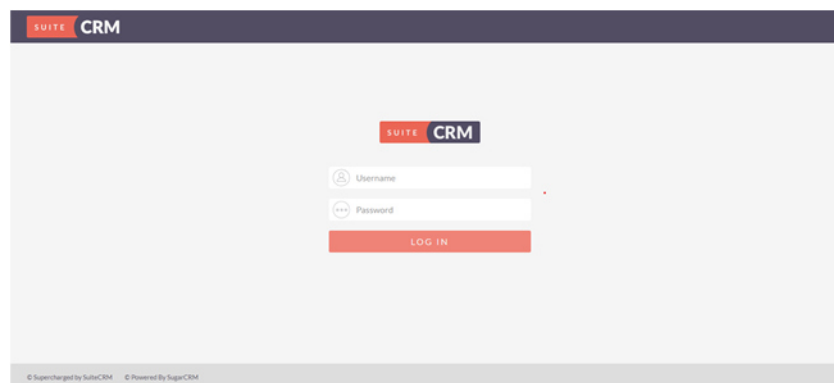 SUITE CRM
SUITE CRM
Username
Password
LOG IN
© Supercharged by SuiteCRM © Powered By SugarCRM